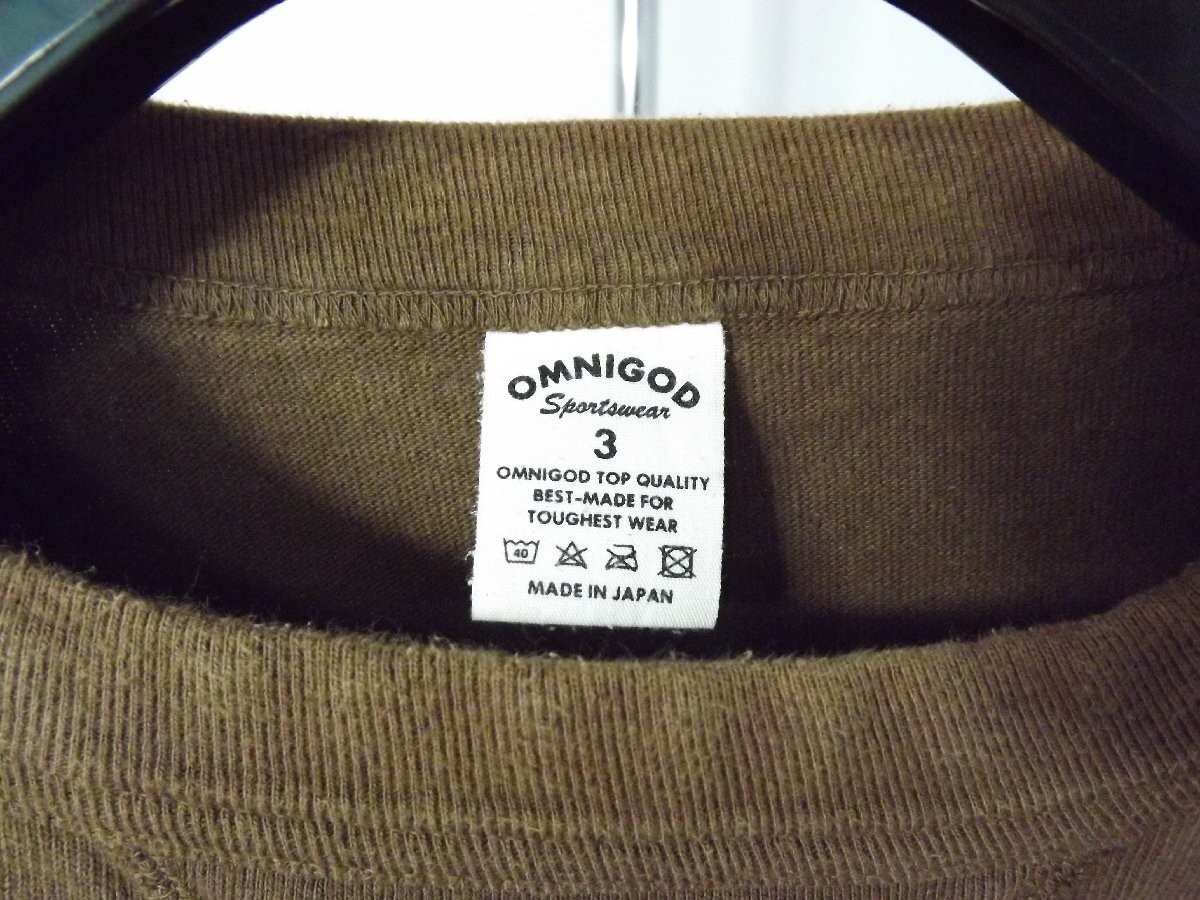 OMNIGOD
Sportswear
3
OMNIGOD TOP QUALITY
BEST-MADE FOR
TOUGHEST WEAR
40
MADE IN JAPAN